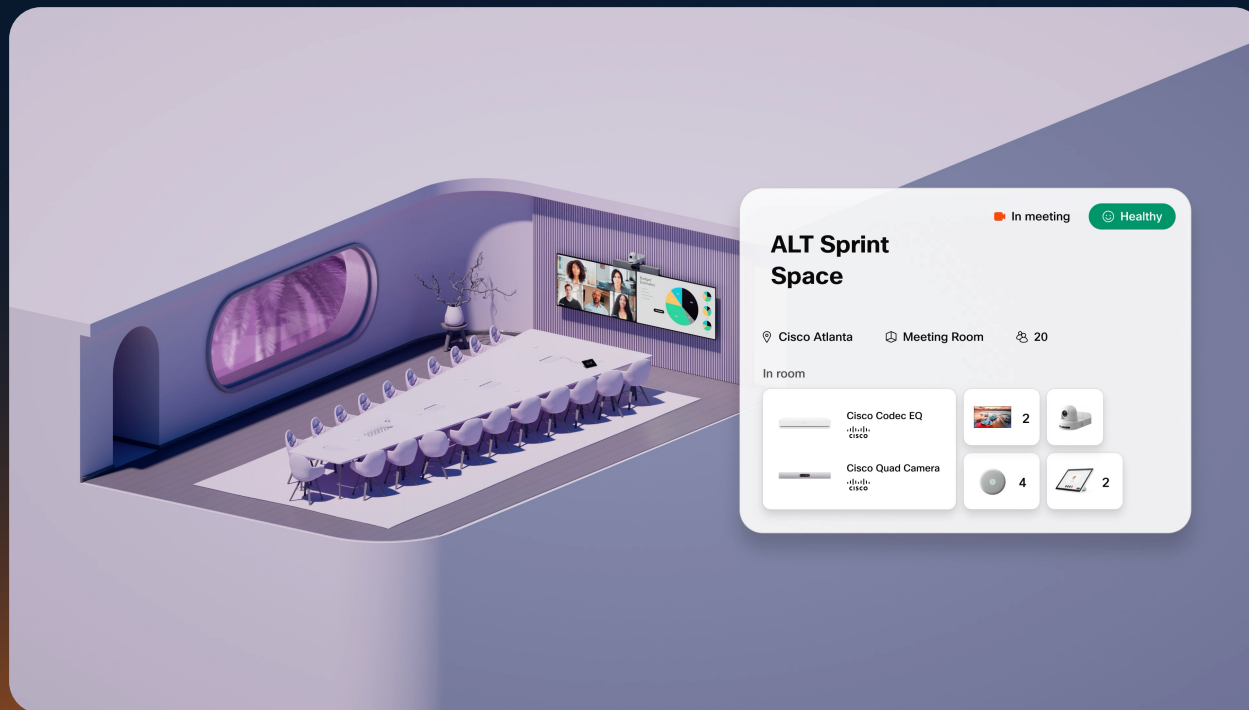 In meeting
Healthy
ALT Sprint
Space
Cisco Atlanta
Meeting Room
20
In room
Cisco Codec EQ
CISCO
2
Cisco Quad Camera
CISCO
4
2